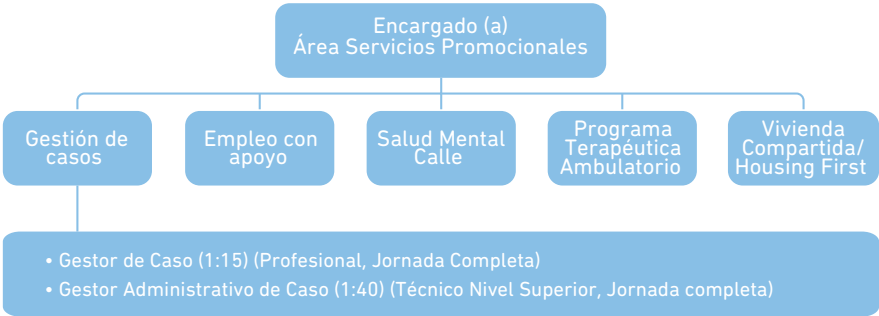 Encargado (a)
Área Servicios Promocionales
Gestión de
casos
Empleo con
apoyo
Salud Mental
Calle
Programa
Terapéutica
Ambulatorio
Vivienda
Compartida/
Housing First
• Gestor de Caso (1:15) (Profesional, Jornada Completa)
• Gestor Administrativo de Caso (1:40) (Técnico Nivel Superior, Jornada completa)